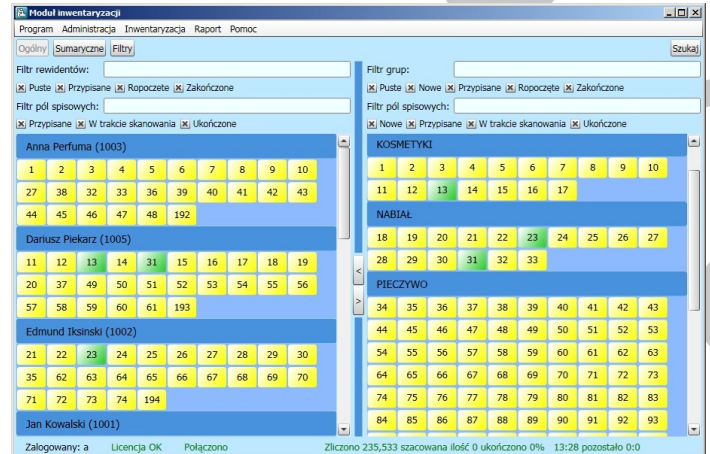 Moduł inwentaryzacji
Program Administracja Inwentaryzacja Raport Pomoc
Ogólny Sumaryczne Filtry Szukaj
Filtr rewidentów:
Puste Przypisane Ropoczete Zakończone
Filtr pól spisowych:
Przypisane W trakcie skanowania Ukończone
Anna Perfuma (1003)
1 2 3 4 5 6 7 8 9 10
27 38 32 33 36 39 40 41 42 43
44 45 46 47 48 192
Dariusz Piekarz (1005)
11 12 13 14 31 15 16 17 18 19
20 37 49 50 51 52 53 54 55 56
57 58 59 60 61 193
Edmund Iksinski (1002)
21 22 23 24 25 26 27 28 29 30
35 62 63 64 65 66 67 68 69 70
71 72 73 74 194
Jan Kowalski (1001)
<
>
Filtr grup:
Puste Nowe Przypisane Ropoczęte Zakończone
Filtr pól spisowych:
Nowe Przypisane W trakcie skanowania Ukończone
KOSMETYKI
1 2 3 4 5 6 7 8 9 10
11 12 13 14 15 16 17
NABIAŁ
18 19 20 21 22 23 24 25 26 27
28 29 30 31 32 33
PIECZYWO
34 35 36 37 38 39 40 41 42 43
44 45 46 47 48 49 50 51 52 53
54 55 56 57 58 59 60 61 62 63
64 65 66 67 68 69 70 71 72 73
74 75 76 77 78 79 80 81 82 83
84 85 86 87 88 89 90 91 92 93
Zalogowany: a Licencja OK Połączono Zliczono 235,533 szacowana ilość 0 ukończono 0% 13:28 pozostało 0:0